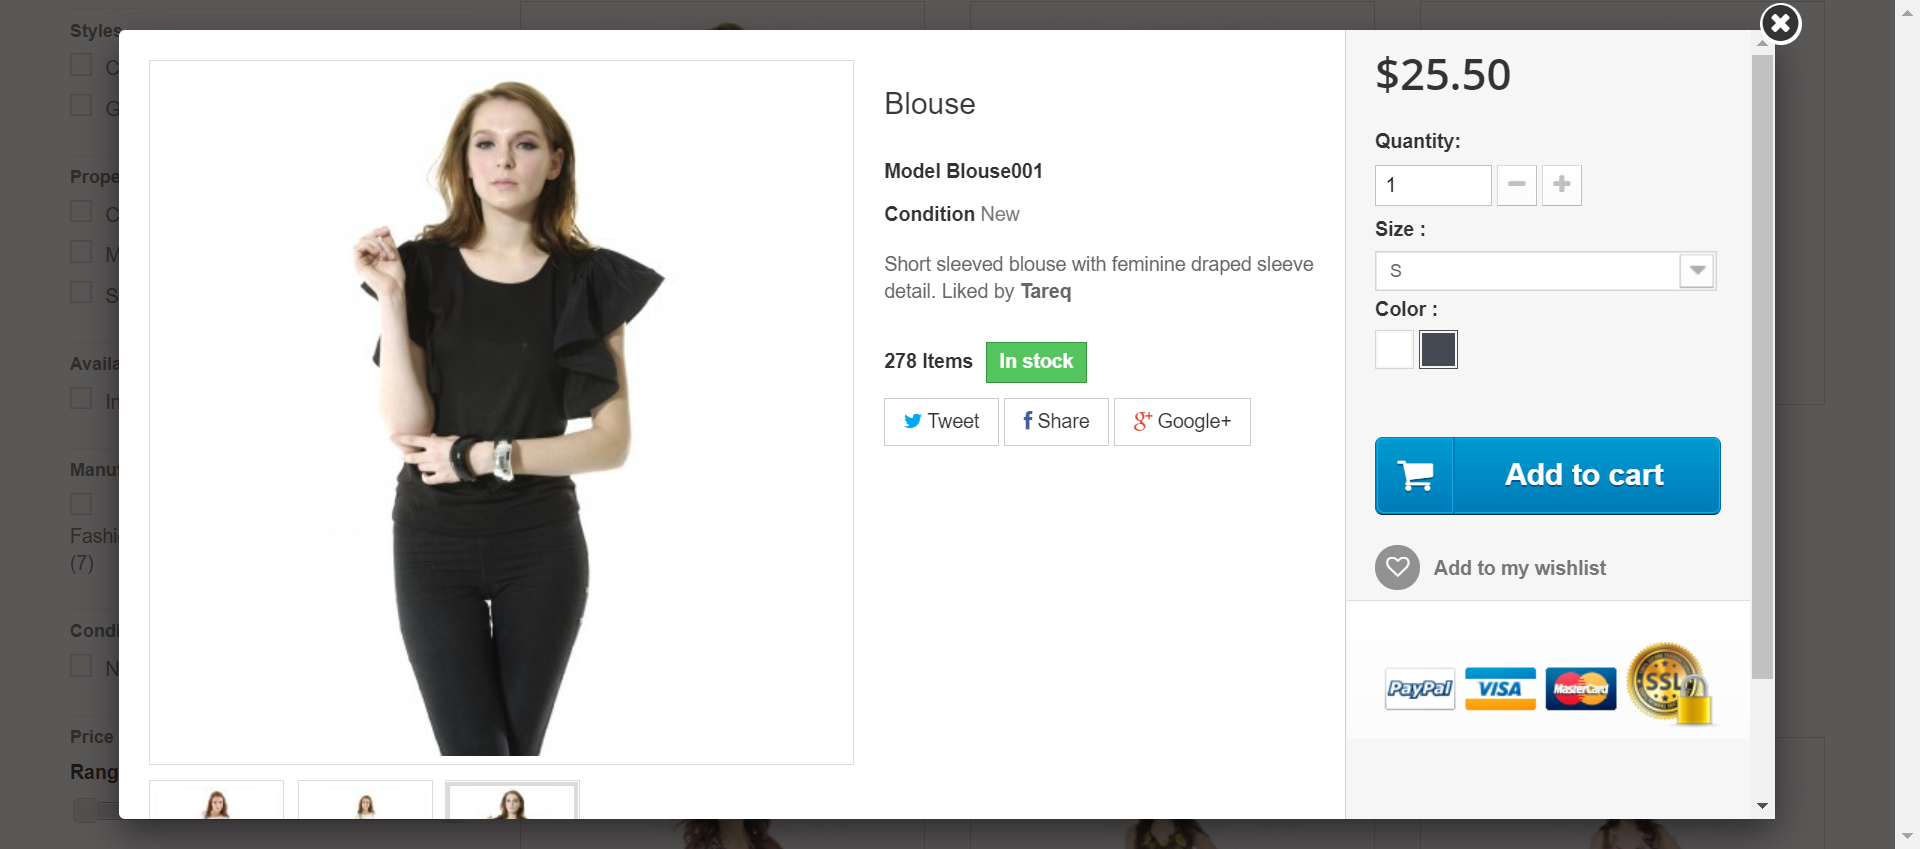 Styles
C
G
Prope
C
M
S
Availa
In
Manuf
Fashi
(7)
Condi
N
Price
Rang
Blouse
Model Blouse001
Condition New
Short sleeved blouse with feminine draped sleeve
detail. Liked by Tareq
278 Items In stock
Tweet Share Google+
$25.50
Quantity:
1
Size :
S
Color :
Add to cart
Add to my wishlist
PayPal VISA MasterCard SSL